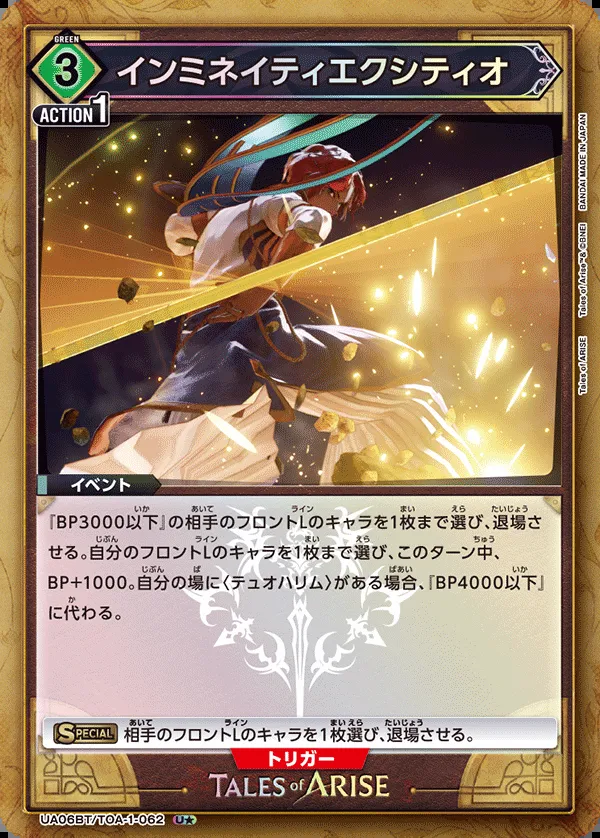 GREEN
3
インミネイティエクシティオ
ACTION 1
BANDAI MADE IN JAPAN
Tales of Arise™& ©BNEI
Tales of ARISE
イベント
『BP3000以下』の相手のフロントLのキャラを1枚まで選び、退場さ
せる。自分のフロントLのキャラを1枚まで選び、このターン中、
BP+1000。自分の場に〈テュオハリム〉がある場合、『BP4000以下』
に代わる。
SPECIAL 相手のフロントLのキャラを1枚選び、退場させる。
トリガー
TALES of ARISE
UA06BT/TOA-1-062 U★